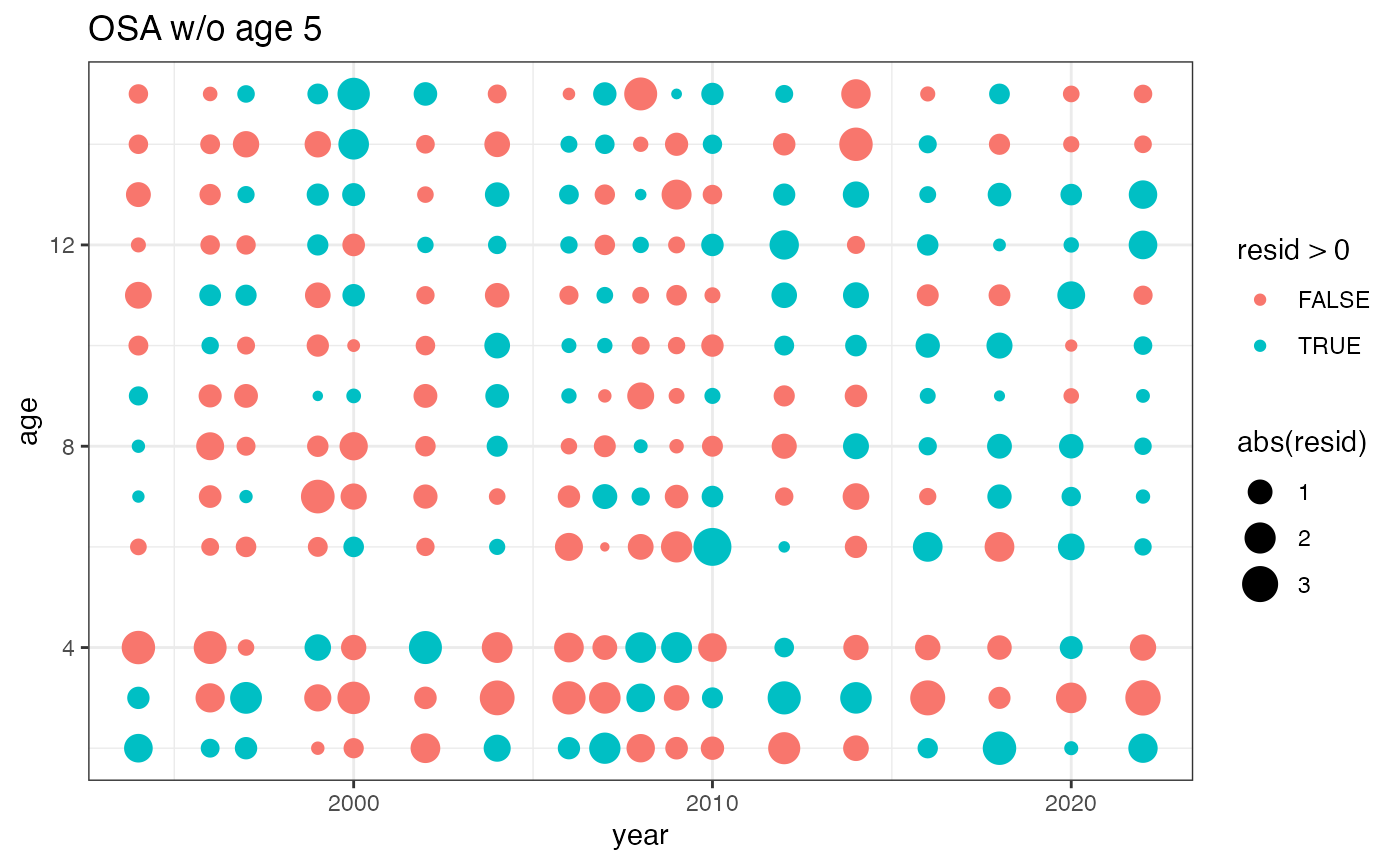 OSA w/o age 5
age
12
8
4
2000
2010
2020
year
resid > 0
FALSE
TRUE
abs(resid)
1
2
3